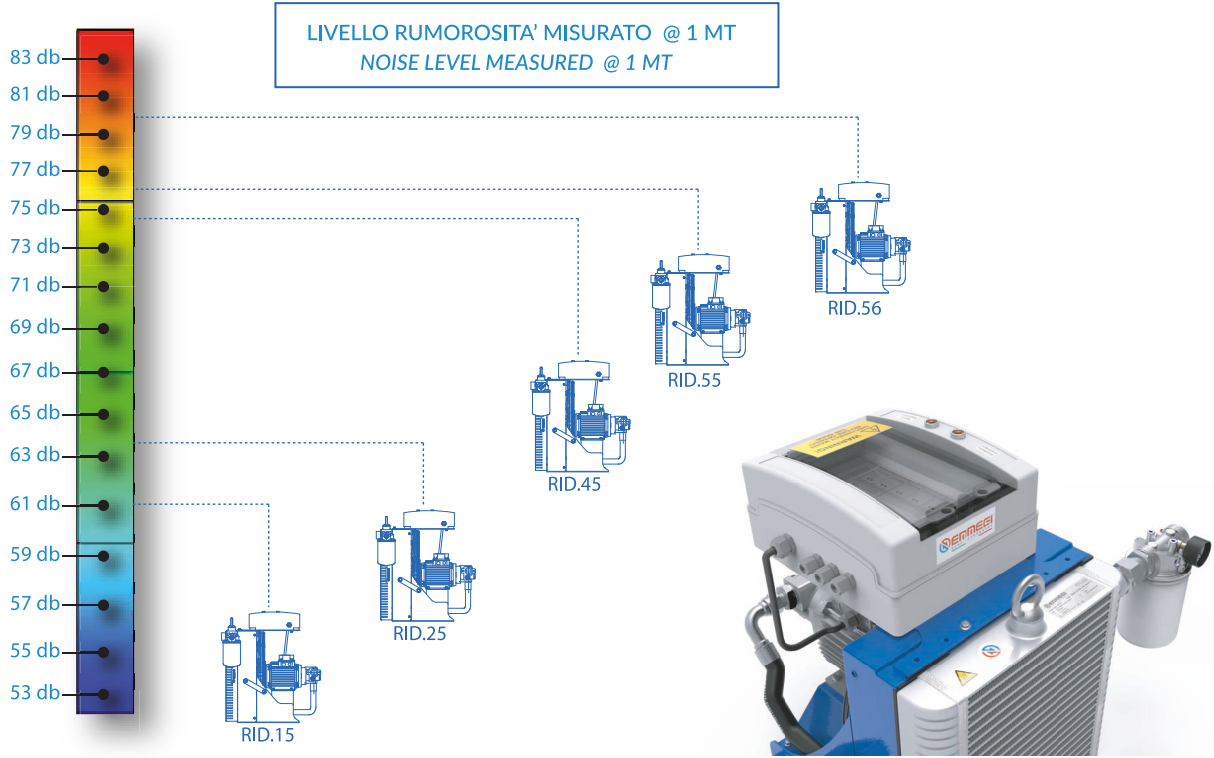 LIVELLO RUMOROSITA’ MISURATO @ 1 MT
NOISE LEVEL MEASURED @ 1 MT
83 db
81 db
79 db
77 db
75 db
73 db
71 db
69 db
67 db
65 db
63 db
61 db
59 db
57 db
55 db
53 db
RID.56
RID.55
RID.45
RID.25
RID.15
WARNING!
EMMEGI